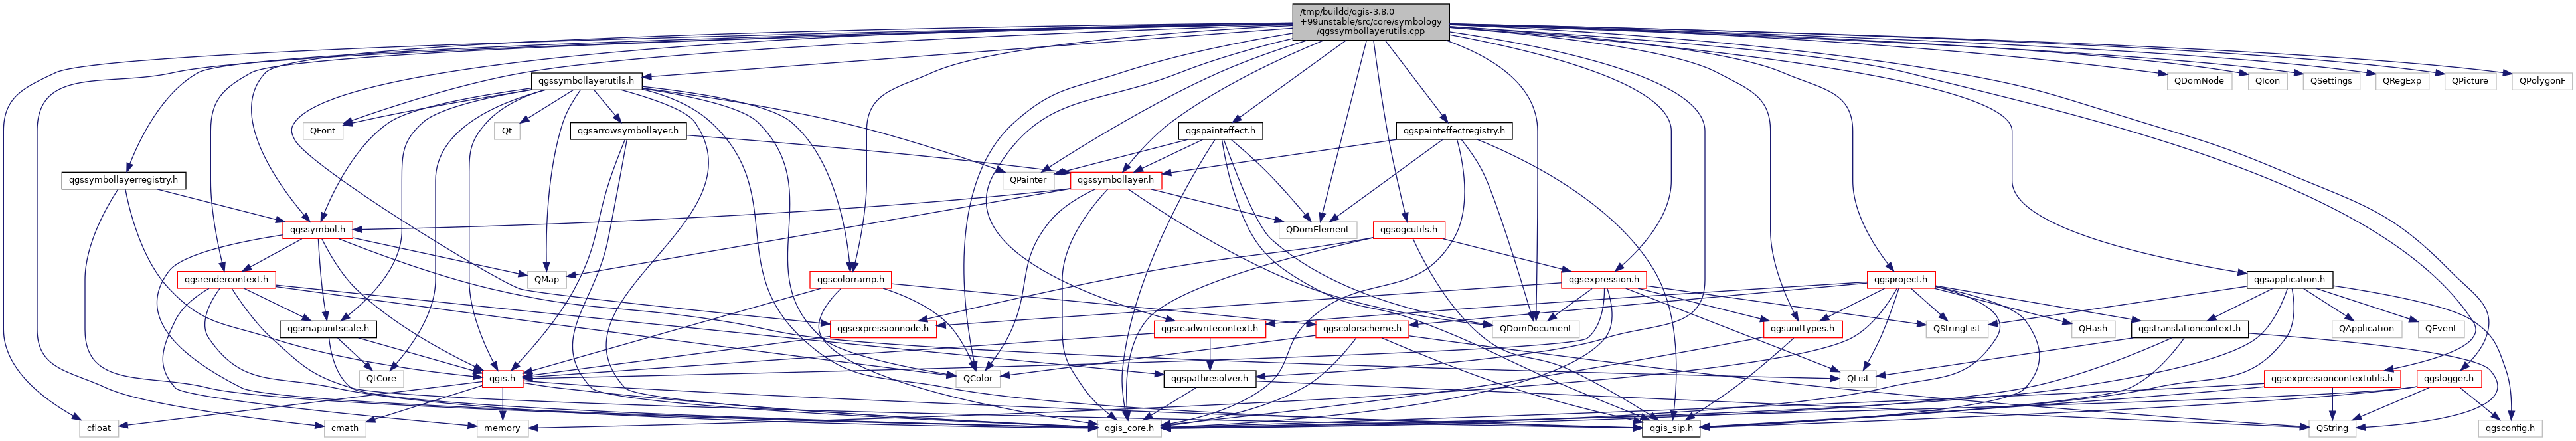 /tmp/buildd/qgis-3.8.0
+99unstable/src/core/symbology
/qgssymbollayerutils.cpp
qgssymbollayerutils.h
QDomNode
QIcon
QSettings
QRegExp
QPicture
QPolygonF
QFont
Qt
qgsarrowsymbollayer.h
qgspainteffect.h
qgspainteffectregistry.h
qgssymbollayerregistry.h
QPainter
qgssymbollayer.h
qgssymbol.h
QDomElement
qgsogcutils.h
qgsrendercontext.h
QMap
qgscolorramp.h
qgsexpression.h
qgsproject.h
qgsapplication.h
qgsmapunitscale.h
qgsexpressionnode.h
qgsreadwritecontext.h
qgscolorscheme.h
QDomDocument
qgsunittypes.h
QStringList
QHash
qgstranslationcontext.h
QApplication
QEvent
QtCore
qgis.h
QColor
qgspathresolver.h
QList
qgsexpressioncontextutils.h
qgslogger.h
cfloat
cmath
memory
qgis_core.h
qgis_sip.h
QString
qgsconfig.h